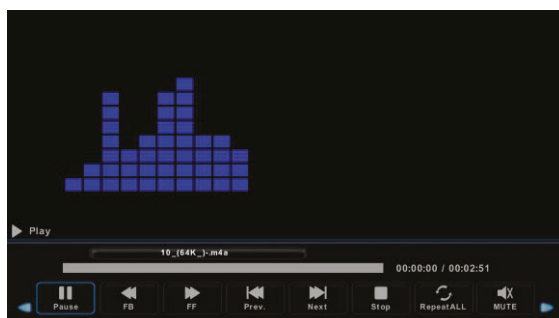 Play
10_(64K_)-.m4a
00:00:00 / 00:02:51
Pause FB FF Prev. Next Stop RepeatALL MUTE